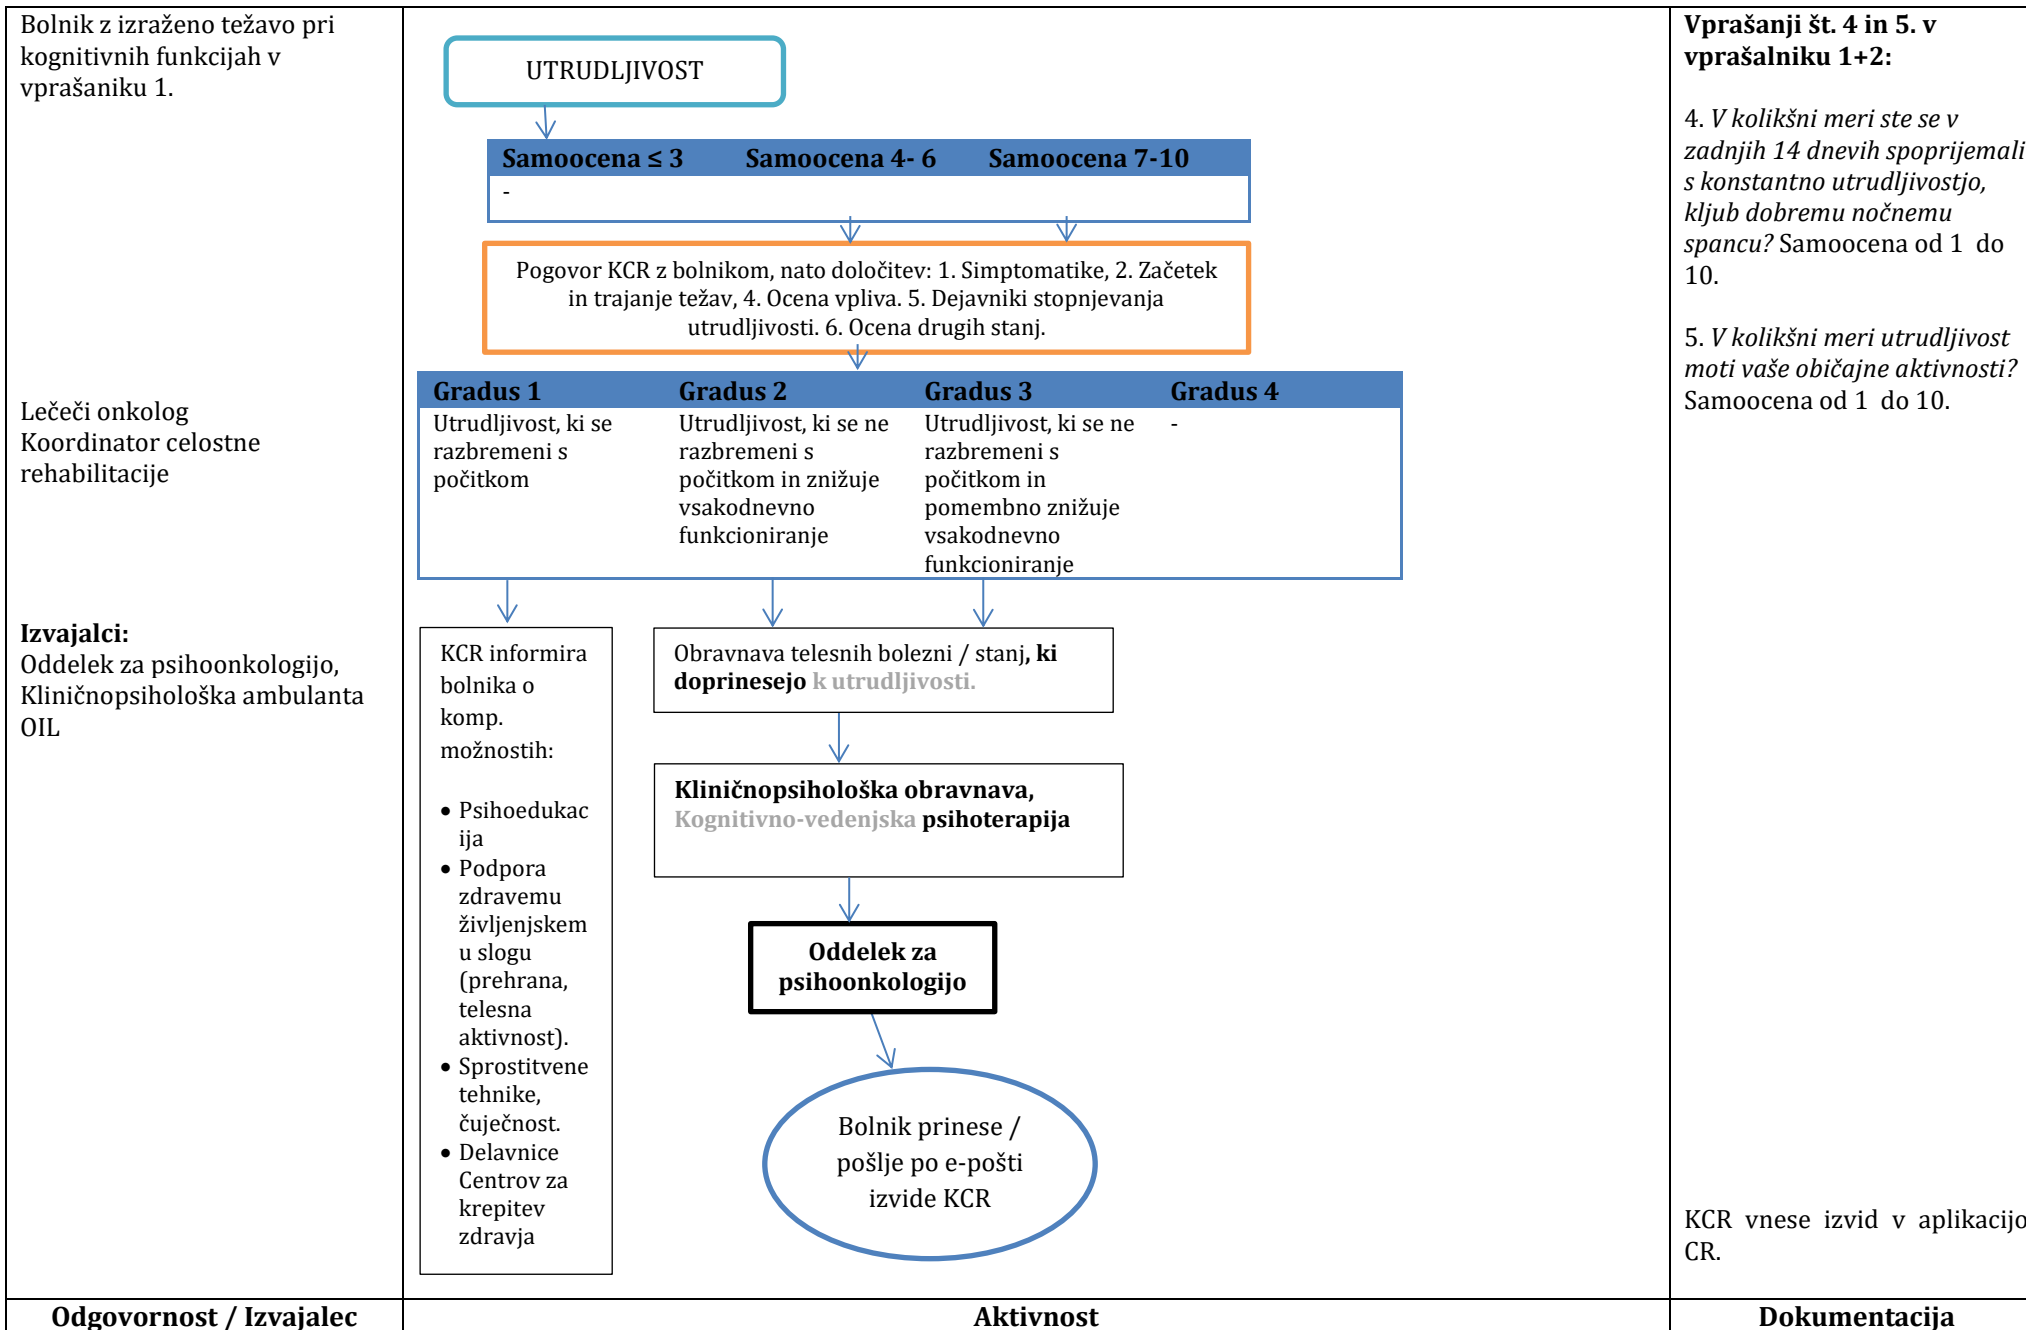 Bolnik z izraženo težavo pri
kognitivnih funkcijah v
vprašaniku 1.
Lečeči onkolog
Koordinator celostne
rehabilitacije
Izvajalci:
Oddelek za psihoonkologijo,
Kliničnopsihološka ambulanta
OIL
UTRUDLJIVOST
Samoocena ≤ 3 Samoocena 4- 6 Samoocena 7-10
-
Pogovor KCR z bolnikom, nato določitev: 1. Simptomatike, 2. Začetek
in trajanje težav, 4. Ocena vpliva. 5. Dejavniki stopnjevanja
utrudljivosti. 6. Ocena drugih stanj.
Gradus 1 Gradus 2 Gradus 3 Gradus 4
Utrudljivost, ki se
razbremeni s
počitkom
Utrudljivost, ki se ne
razbremeni s
počitkom in znižuje
vsakodnevno
funkcioniranje
Utrudljivost, ki se ne
razbremeni s
počitkom in
pomembno znižuje
vsakodnevno
funkcioniranje
-
KCR informira
bolnika o
komp.
možnostih:
• Psihoedukac
ija
• Podpora
zdravemu
življenjskem
u slogu
(prehrana,
telesna
aktivnost).
• Sprostitvene
tehnike,
čuječnost.
• Delavnice
Centrov za
krepitev
zdravja
Obravnava telesnih bolezni / stanj, ki
doprinesejo k utrudljivosti.
Kliničnopsihološka obravnava,
Kognitivno-vedenjska psihoterapija
Oddelek za
psihoonkologijo
Bolnik prinese /
pošlje po e-pošti
izvide KCR
Vprašanji št. 4 in 5. v
vprašalniku 1+2:
4. V kolikšni meri ste se v
zadnjih 14 dnevih spoprijemali
s konstantno utrudljivostjo,
kljub dobremu nočnemu
spancu? Samoocena od 1 do
10.
5. V kolikšni meri utrudljivost
moti vaše običajne aktivnosti?
Samoocena od 1 do 10.
KCR vnese izvid v aplikacijo
CR.
Odgovornost / Izvajalec Aktivnost Dokumentacija